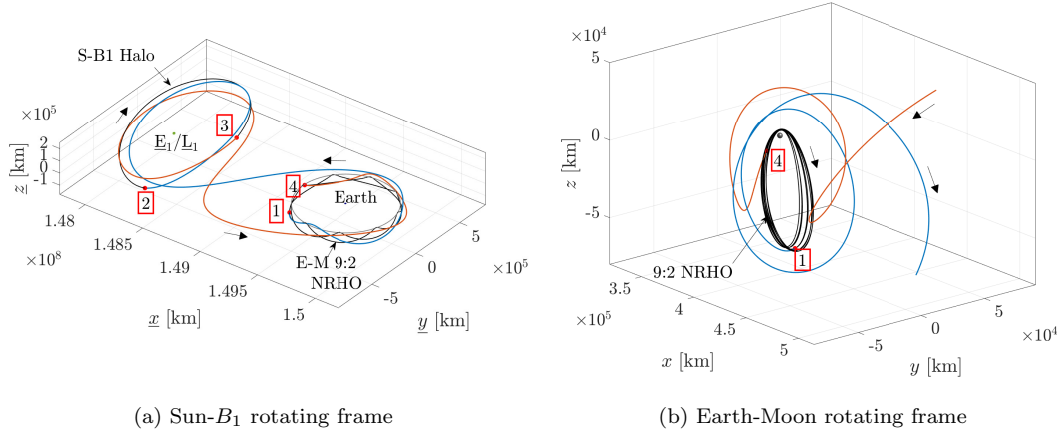 S-B1 Halo
×10⁵
2
1
0
-1
z [km]
E₁/L₁
3
2
4
1
Earth
E-M 9:2
NRHO
1.48
1.485
1.49
1.495
1.5
×10⁸
x [km]
-5
0
5
×10⁵
y [km]
(a) Sun-B₁ rotating frame
×10⁴
5
0
-5
z [km]
4
1
9:2 NRHO
3.5
4
4.5
5
×10⁵
x [km]
-5
0
5
×10⁴
y [km]
(b) Earth-Moon rotating frame